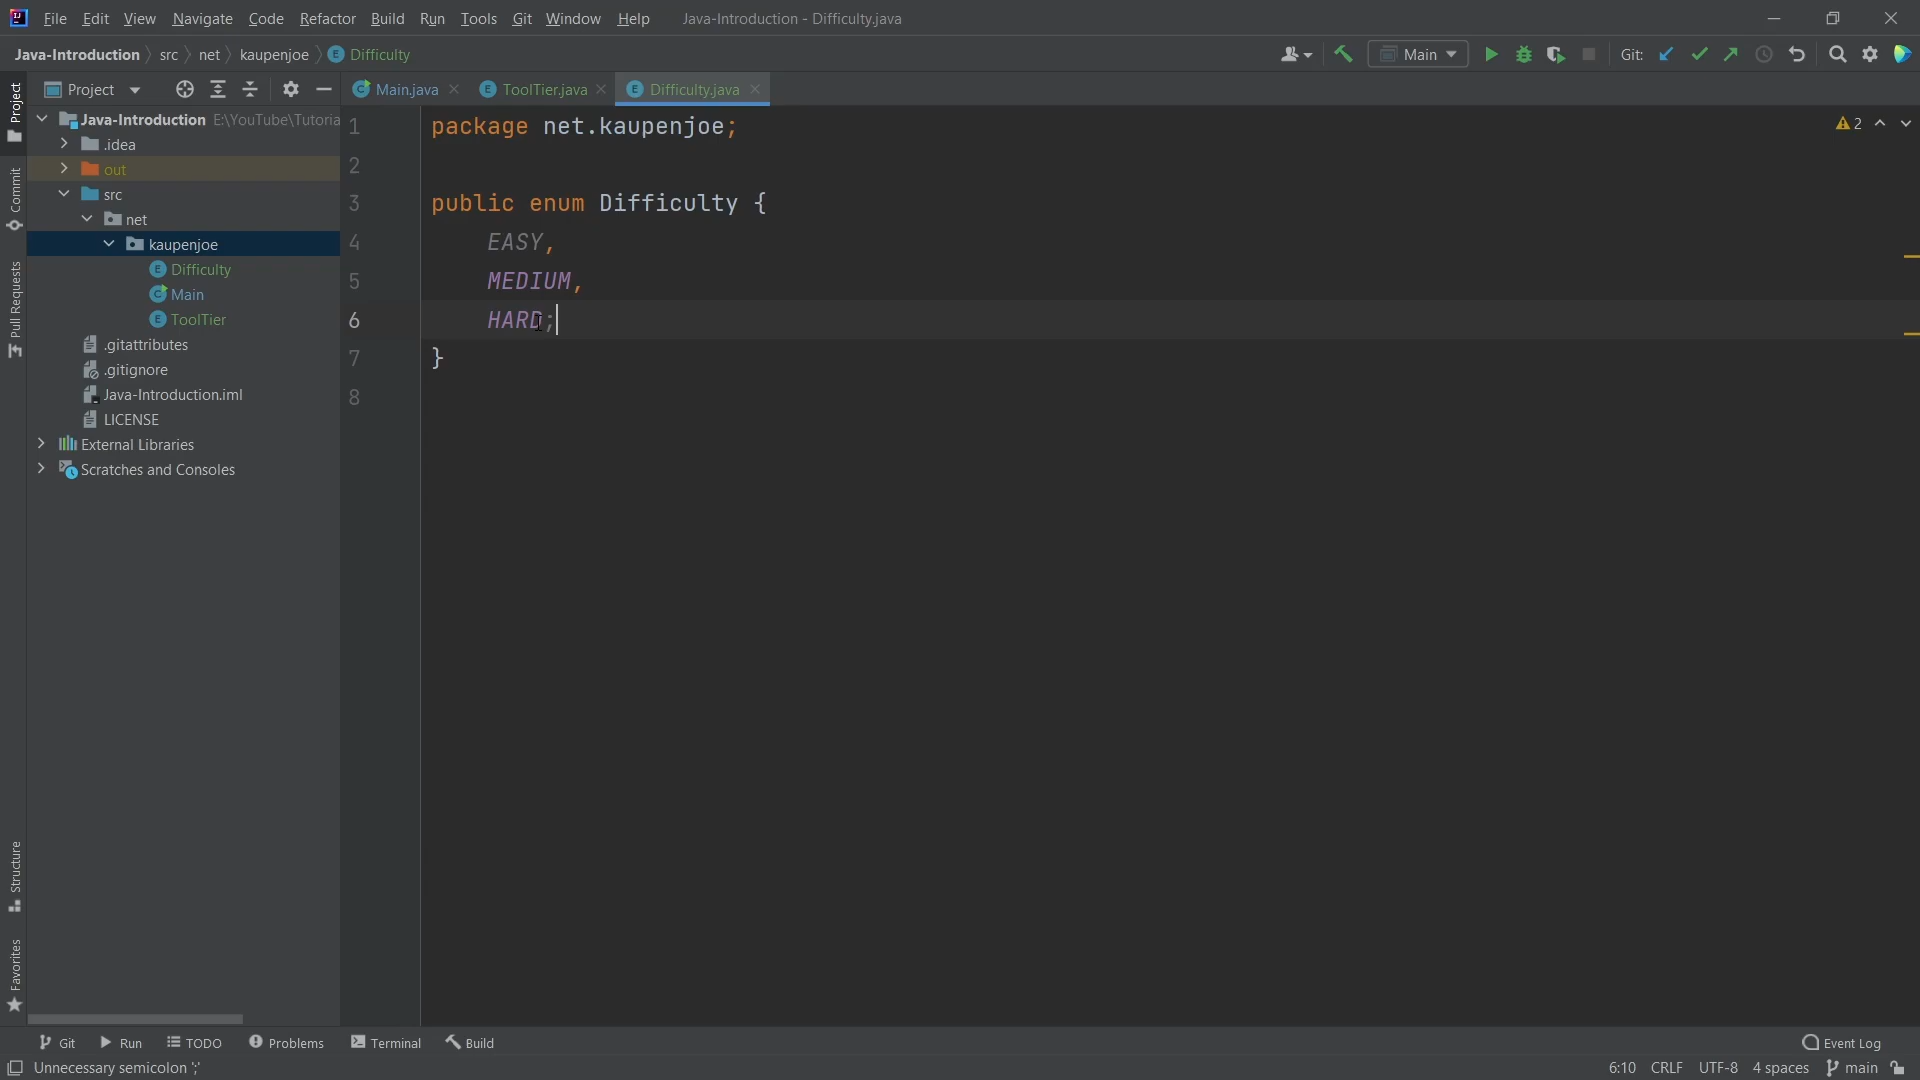 File Edit View Navigate Code Refactor Build Run Tools Git Window Help Java-Introduction - Difficulty.java
Java-Introduction src net kaupenjoe Difficulty Main Git:
Project Main.java ToolTier.java Difficulty.java
Project
Commit
Pull Requests
Structure
Favorites
Java-Introduction E:\YouTube\Tutoria
.idea
out
src
net
kaupenjoe
Difficulty
Main
ToolTier
.gitattributes
.gitignore
Java-Introduction.iml
LICENSE
External Libraries
Scratches and Consoles
1 package net.kaupenjoe; 2
2
3 public enum Difficulty {
4 EASY,
5 MEDIUM,
6 HARD;
7 }
8
Git Run TODO Problems Terminal Build Event Log
Unnecessary semicolon ';' 6:10 CRLF UTF-8 4 spaces main